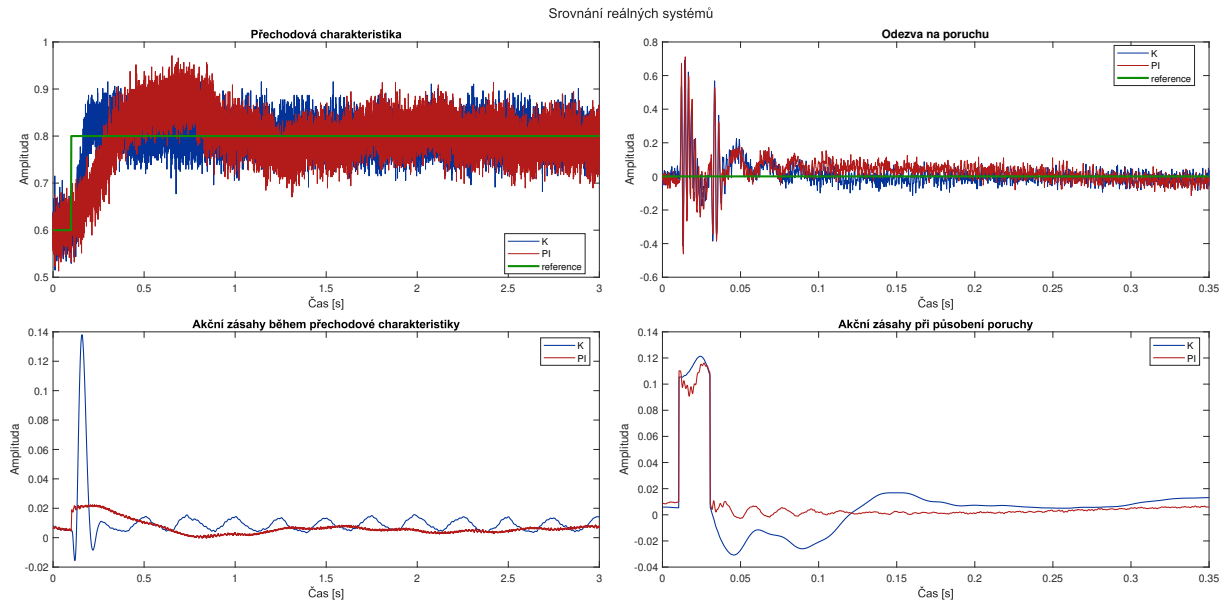 Srovnání reálných systémů
Přechodová charakteristika
1
0.9
0.8
0.7
0.6
0.5
Amplituda
0
0.5
1
1.5
2
2.5
3
Čas [s]
K
PI
reference
Odezva na poruchu
0.8
0.6
0.4
0.2
0
-0.2
-0.4
-0.6
Amplituda
0
0.05
0.1
0.15
0.2
0.25
0.3
0.35
Čas [s]
K
PI
reference
Akční zásahy během přechodové charakteristiky
0.14
0.12
0.1
0.08
0.06
0.04
0.02
0
-0.02
Amplituda
0
0.5
1
1.5
2
2.5
3
Čas [s]
K
PI
Akční zásahy při působení poruchy
0.14
0.12
0.1
0.08
0.06
0.04
0.02
0
-0.02
-0.04
Amplituda
0
0.05
0.1
0.15
0.2
0.25
0.3
0.35
Čas [s]
K
PI